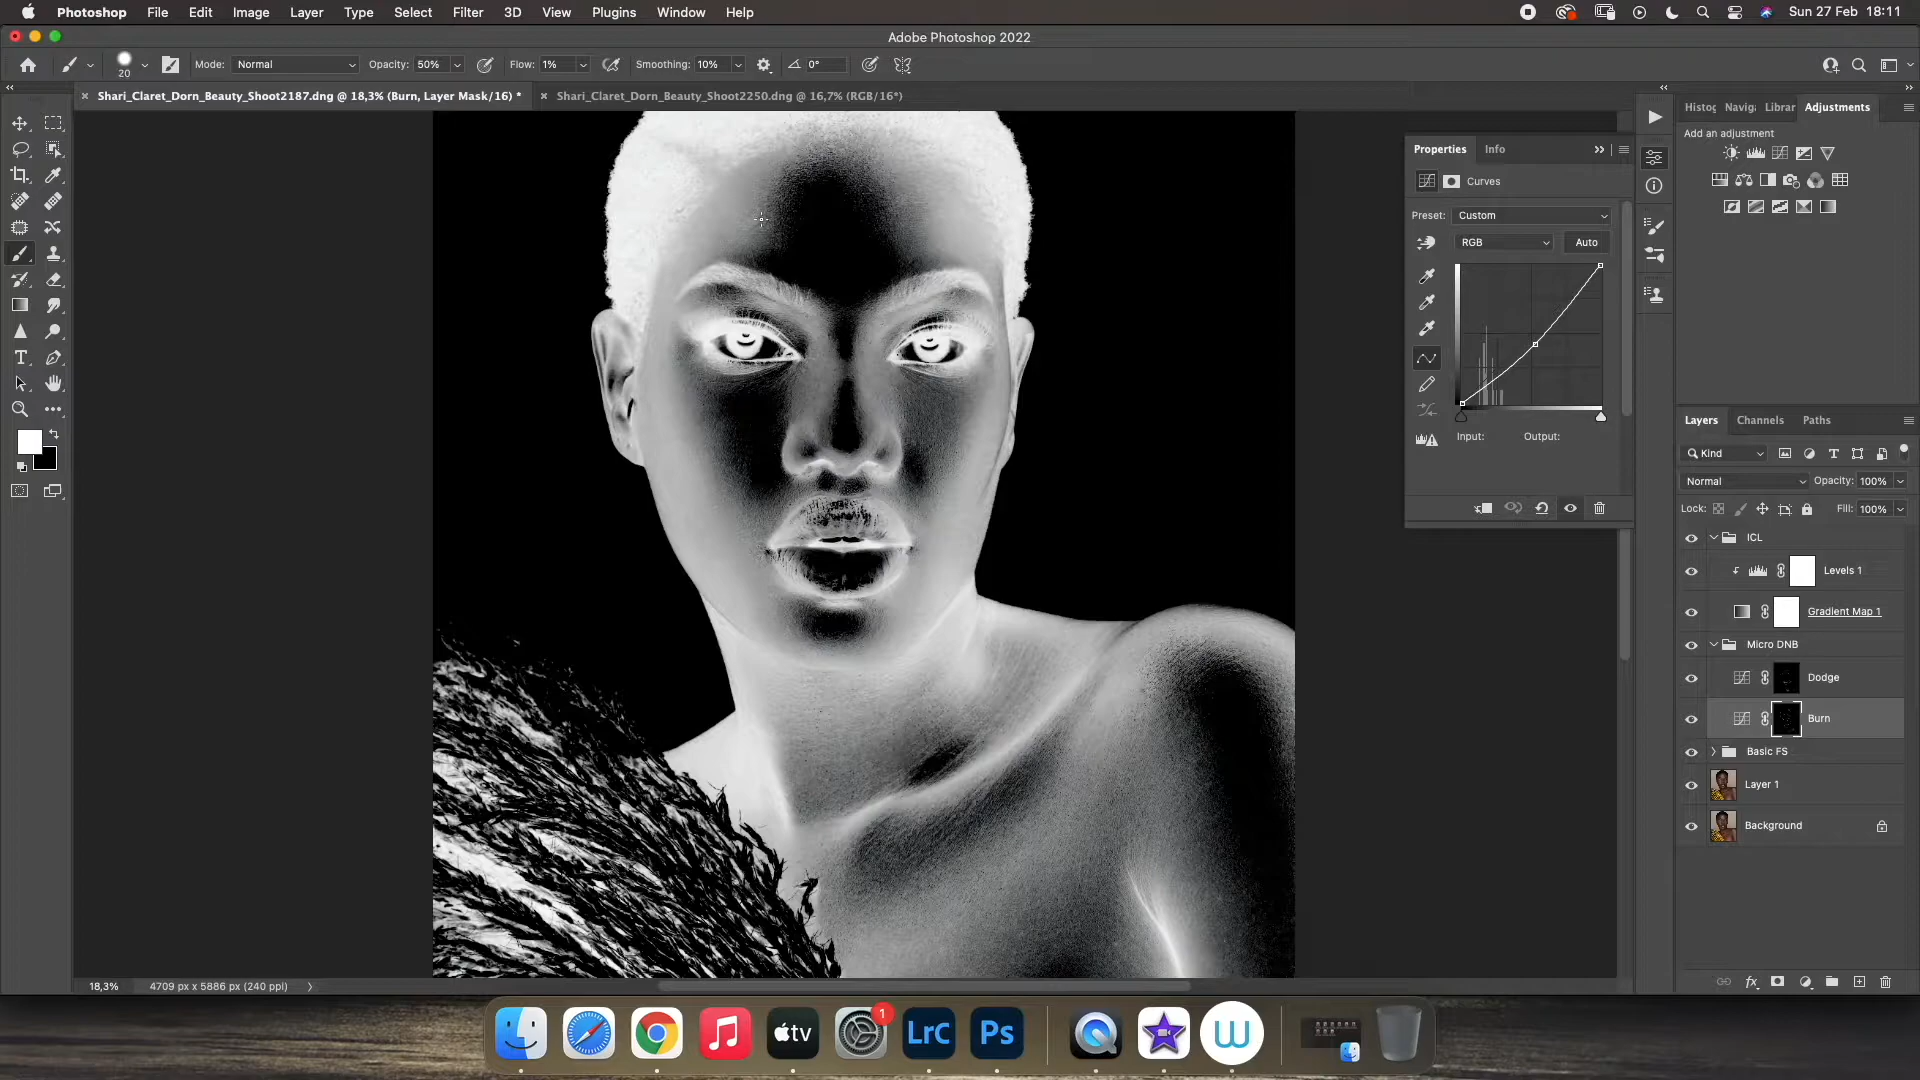 Photoshop File Edit Image Layer Type Select Filter 3D View Plugins Window Help Sun 27 Feb 18:11
Adobe Photoshop 2022
20 Mode: Normal Opacity: 50% Flow: 1% Smoothing: 10% 0°
Shari_Claret_Dorn_Beauty_Shoot2187.dng @ 18,3% (Burn, Layer Mask/16) * Shari_Claret_Dorn_Beauty_Shoot2250.dng @ 16,7% (RGB/16*)
Histog Naviga Librar Adjustments
Add an adjustment
Properties Info
Curves
Preset: Custom
RGB Auto
Input: Output:
Layers Channels Paths
Kind
Normal Opacity: 100%
Lock: Fill: 100%
ICL
Levels 1
Gradient Map 1
Micro DNB
Dodge
Burn
Basic FS
Layer 1
Background
18,3% 4709 px x 5886 px (240 ppi)
tv 1 LrC Ps